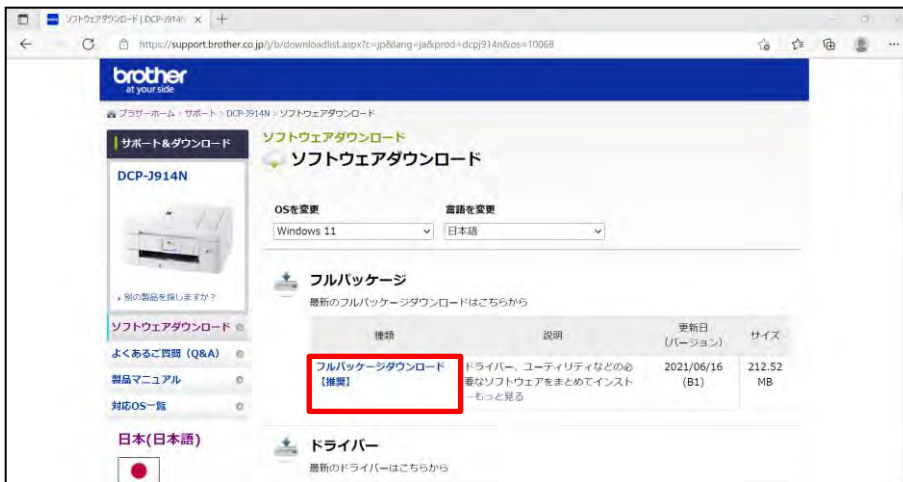 ソフトウェアダウンロード | DCP-J914N
https://support.brother.co.jp/j/b/downloadlist.aspx?c=jp&lang=ja&prod=dcpj914n&os=10068
brother
at your side
ブラザーホーム > サポート > DCP-J914N > ソフトウェアダウンロード
サポート&ダウンロード
DCP-J914N
別の製品を探しますか？
ソフトウェアダウンロード
よくあるご質問（Q&A）
製品マニュアル
対応OS一覧
日本(日本語)
ソフトウェアダウンロード
ソフトウェアダウンロード
OSを変更 言語を変更
Windows 11 日本語
フルパッケージ
最新のフルパッケージダウンロードはこちらから
種類 説明 更新日 サイズ
（バージョン）
フルパッケージダウンロード ドライバー、ユーティリティなどの必 2021/06/16 212.52
【推奨】 要なソフトウェアをまとめてインスト (B1) MB
…もっと見る
ドライバー
最新のドライバーはこちらから